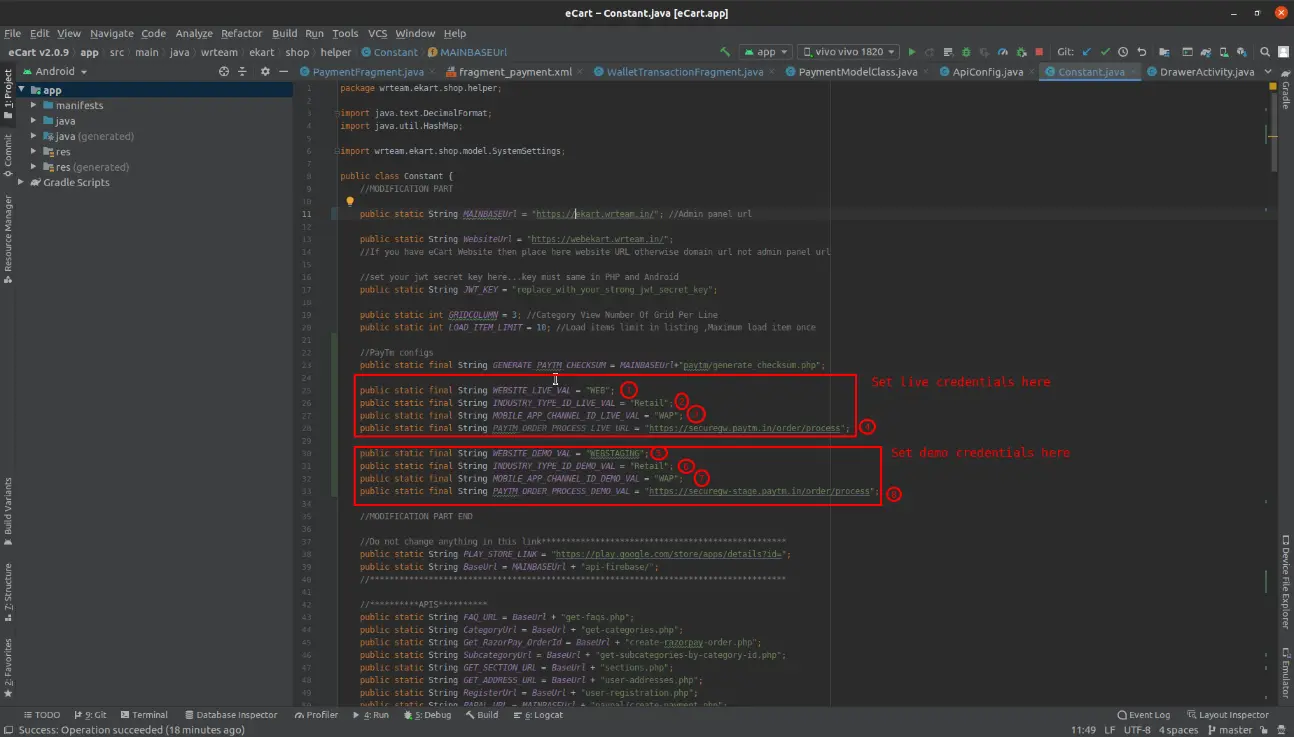 eCart – Constant.java [eCart.app]
File Edit View Navigate Code Analyze Refactor Build Run Tools VCS Window Help
eCart v2.0.9 app src main java wrteam ekart shop helper Constant MAINBASEUrl app vivo vivo 1820 Git:
Android PaymentFragment.java fragment_payment.xml WalletTransactionFragment.java PaymentModelClass.java ApiConfig.java Constant.java DrawerActivity.java
1: Project
Commit
Resource Manager
Build Variants
Z: Structure
2: Favorites
app
manifests
java
java (generated)
res
res (generated)
Gradle Scripts
1 package wrteam.ekart.shop.helper;
2
3 import java.text.DecimalFormat;
4 import java.util.HashMap;
5
6 import wrteam.ekart.shop.model.SystemSettings;
7
8 public class Constant {
9 //MODIFICATION PART
10
11 public static String MAINBASEUrl = "https://ekart.wrteam.in/"; //Admin panel url
12
13 public static String WebsiteUrl = "https://webekart.wrteam.in/";
14 //If you have eCart Website then place here website URL otherwise domain url not admin panel url
15
16 //set your jwt secret key here...key must same in PHP and Android
17 public static String JWT_KEY = "replace_with_your_strong_jwt_secret_key";
18
19 public static int GRIDCOLUMN = 3; //Category View Number Of Grid Per Line
20 public static int LOAD_ITEM_LIMIT = 10; //Load items limit in listing ,Maximum load item once
21
22 //PayTm configs
23 public static final String GENERATE_PAYTM_CHECKSUM = MAINBASEUrl+"paytm/generate_checksum.php";
24
25 public static final String WEBSITE_LIVE_VAL = "WEB"; 1
26 public static final String INDUSTRY_TYPE_ID_LIVE_VAL = "Retail"; 2
27 public static final String MOBILE_APP_CHANNEL_ID_LIVE_VAL = "WAP"; 3
28 public static final String PAYTM_ORDER_PROCESS_LIVE_URL = "https://securegw.paytm.in/order/process"; 4
Set live credentials here
29
30 public static final String WEBSITE_DEMO_VAL = "WEBSTAGING"; 5
Set demo credentials here
31 public static final String INDUSTRY_TYPE_ID_DEMO_VAL = "Retail"; 6
32 public static final String MOBILE_APP_CHANNEL_ID_DEMO_VAL = "WAP"; 7
33 public static final String PAYTM_ORDER_PROCESS_DEMO_VAL = "https://securegw-stage.paytm.in/order/process"; 8
34
35 //MODIFICATION PART END
36
37 //Do not change anything in this link**************************************************
38 public static String PLAY_STORE_LINK = "https://play.google.com/store/apps/details?id=";
39 public static String BaseUrl = MAINBASEUrl + "api-firebase/";
40 //*************************************************************************************
41
42 //**********APIS**********
43 public static String FAQ_URL = BaseUrl + "get-faqs.php";
44 public static String CategoryUrl = BaseUrl + "get-categories.php";
45 public static String Get_RazorPay_OrderId = BaseUrl + "create-razorpay-order.php";
46 public static String SubcategoryUrl = BaseUrl + "get-subcategories-by-category-id.php";
47 public static String GET_SECTION_URL = BaseUrl + "sections.php";
48 public static String GET_ADDRESS_URL = BaseUrl + "user-addresses.php";
49 public static String RegisterUrl = BaseUrl + "user-registration.php";
public static String PAPAL_URL = MAINBASEUrl + "paypal/create-payment.php";
Gradle
Device File Explorer
Emulator
TODO 9: Git Terminal Database Inspector Profiler 4: Run 5: Debug Build 6: Logcat Event Log Layout Inspector
Success: Operation succeeded (18 minutes ago) 11:49 LF UTF-8 4 spaces master